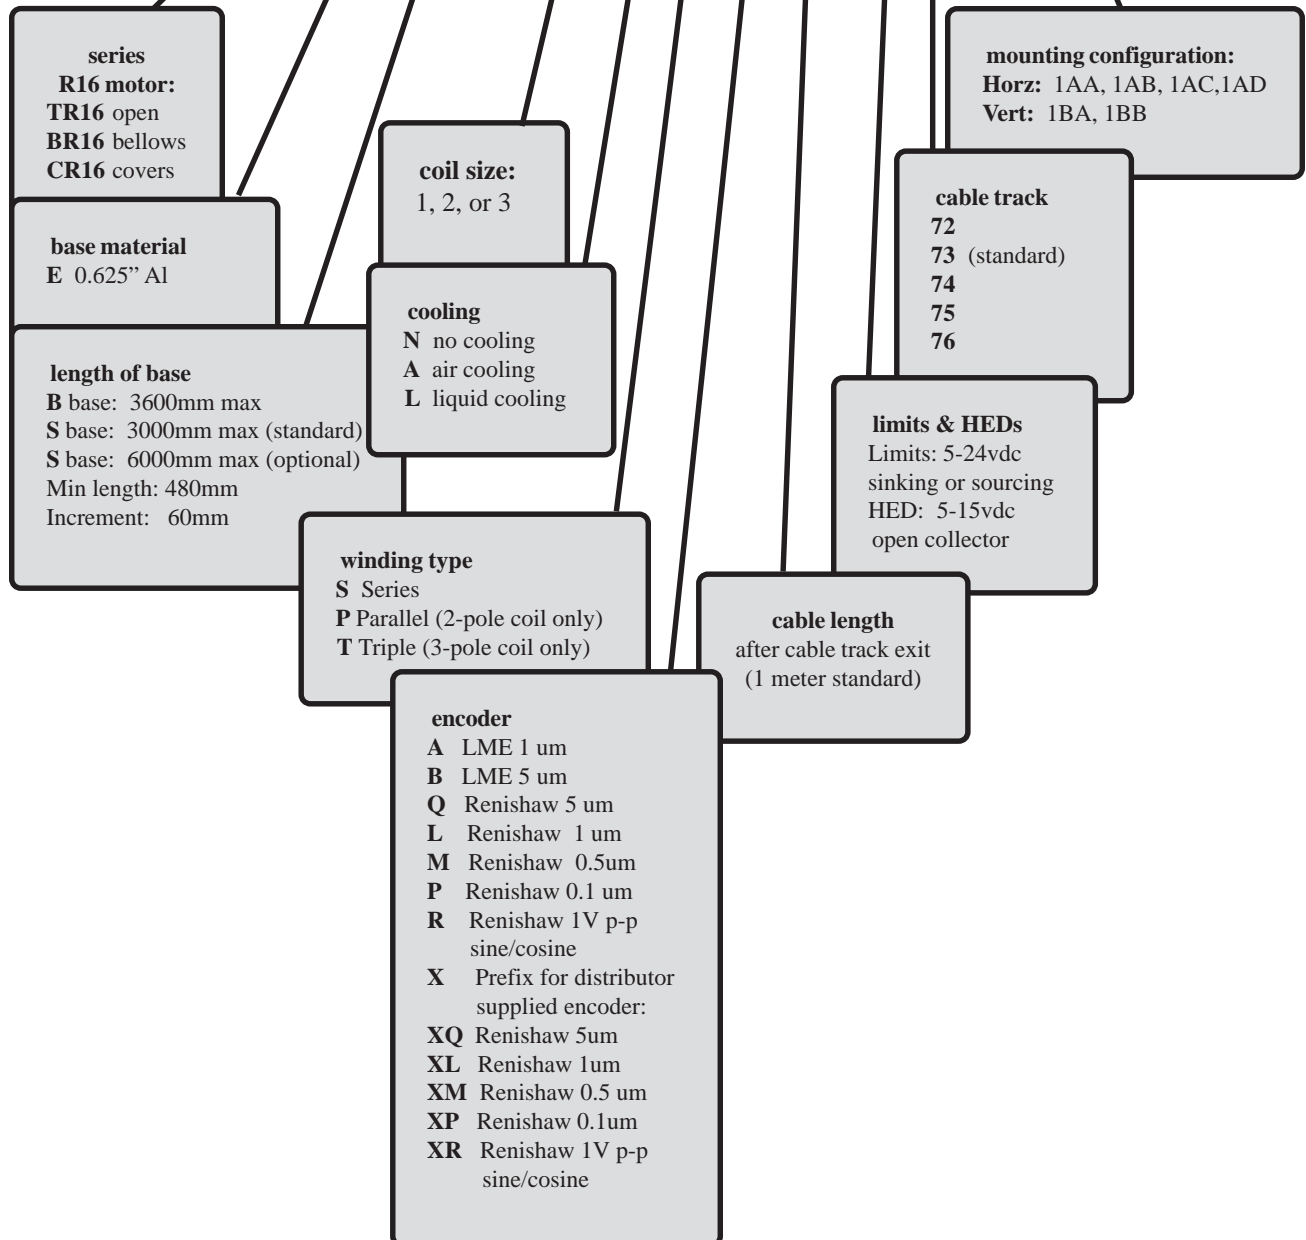 series
R16 motor:
TR16 open
BR16 bellows
CR16 covers
base material
E 0.625” Al
length of base
B base: 3600mm max
S base: 3000mm max (standard)
S base: 6000mm max (optional)
Min length: 480mm
Increment: 60mm
coil size:
1, 2, or 3
cooling
N no cooling
A air cooling
L liquid cooling
winding type
S Series
P Parallel (2-pole coil only)
T Triple (3-pole coil only)
encoder
A LME 1 um
B LME 5 um
Q Renishaw 5 um
L Renishaw 1 um
M Renishaw 0.5um
P Renishaw 0.1 um
R Renishaw 1V p-p
sine/cosine
X Prefix for distributor
supplied encoder:
XQ Renishaw 5um
XL Renishaw 1um
XM Renishaw 0.5 um
XP Renishaw 0.1um
XR Renishaw 1V p-p
sine/cosine
cable length
after cable track exit
(1 meter standard)
limits & HEDs
Limits: 5-24vdc
sinking or sourcing
HED: 5-15vdc
open collector
cable track
72
73 (standard)
74
75
76
mounting configuration:
Horz: 1AA, 1AB, 1AC,1AD
Vert: 1BA, 1BB